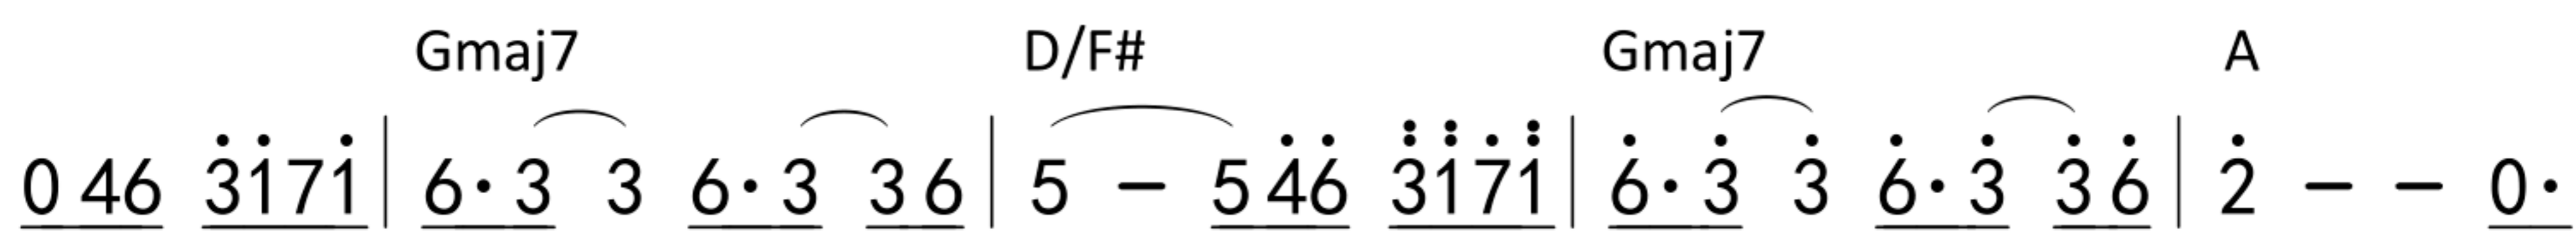 Gmaj7 D/F# Gmaj7 A
0 46 3171 | 6·3 3 6·3 36 | 5 – 546 3171 | 6·3 3 6·3 36 | 2 – – 0·